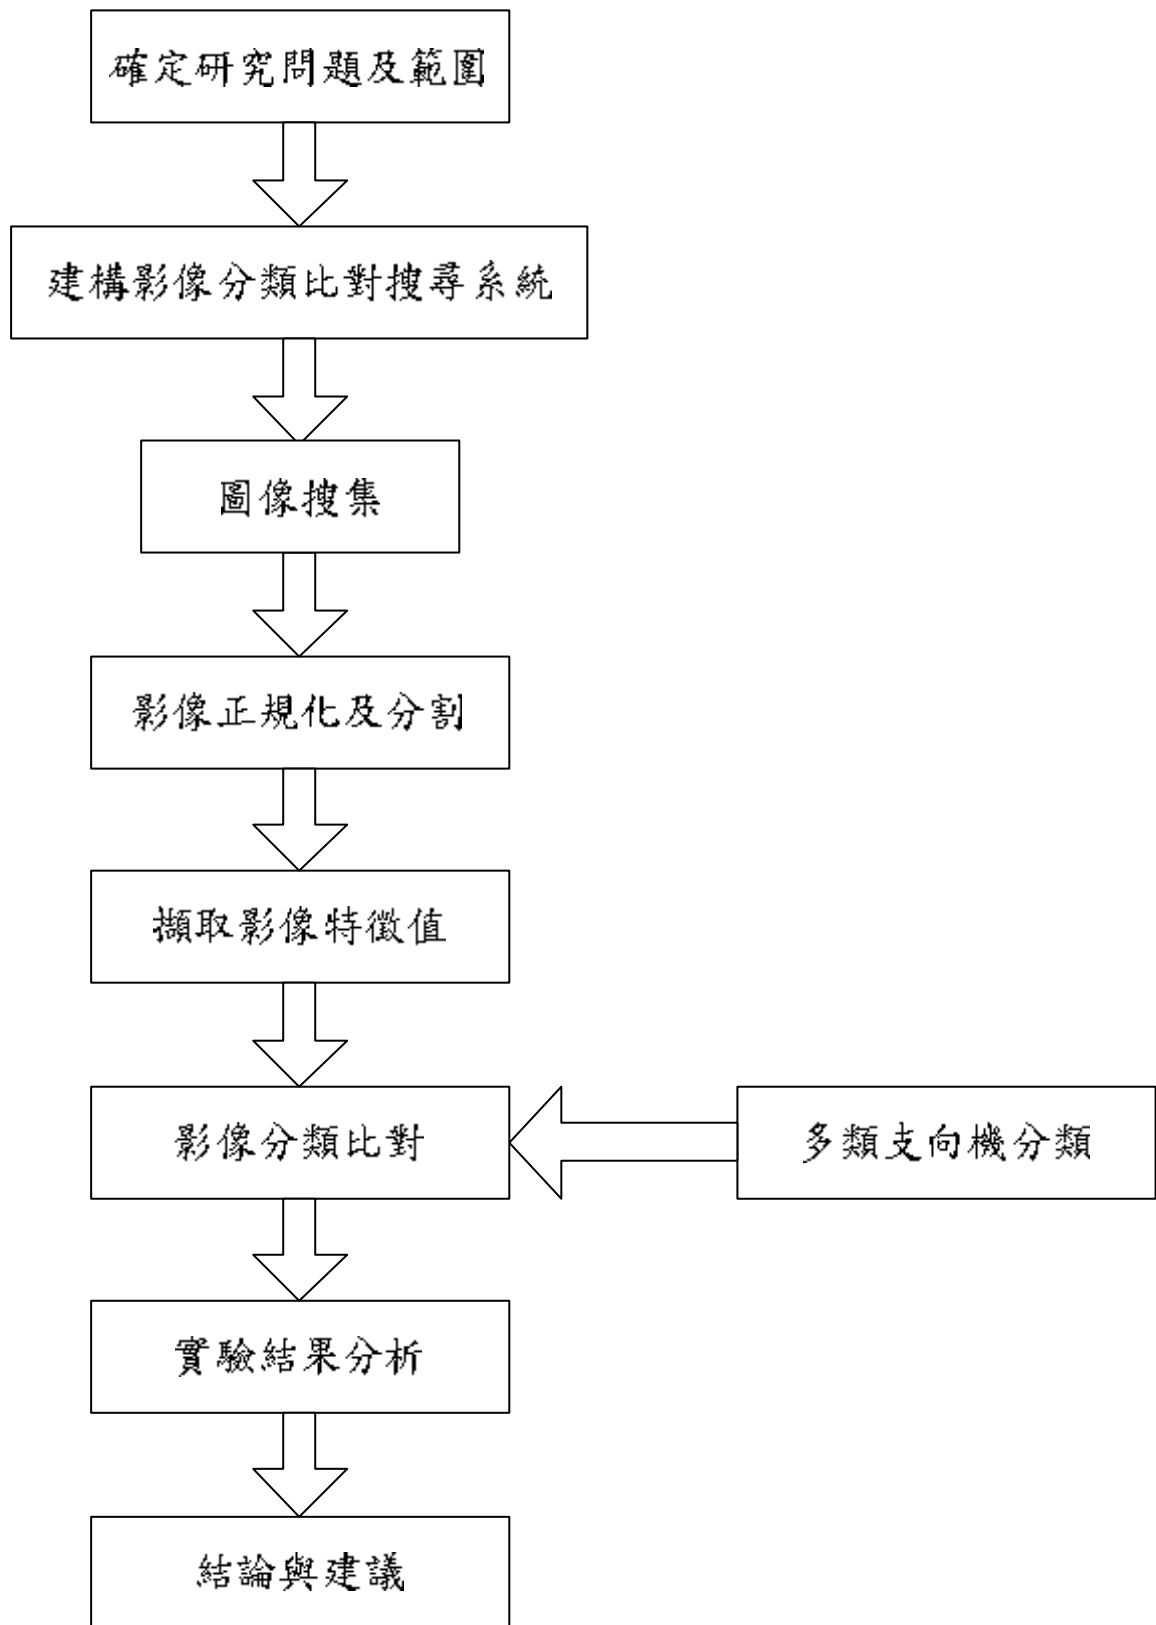 確定研究問題及範圍
建構影像分類比對搜尋系統
圖像搜集
影像正規化及分割
擷取影像特徵值
影像分類比對
多類支向機分類
實驗結果分析
結論與建議